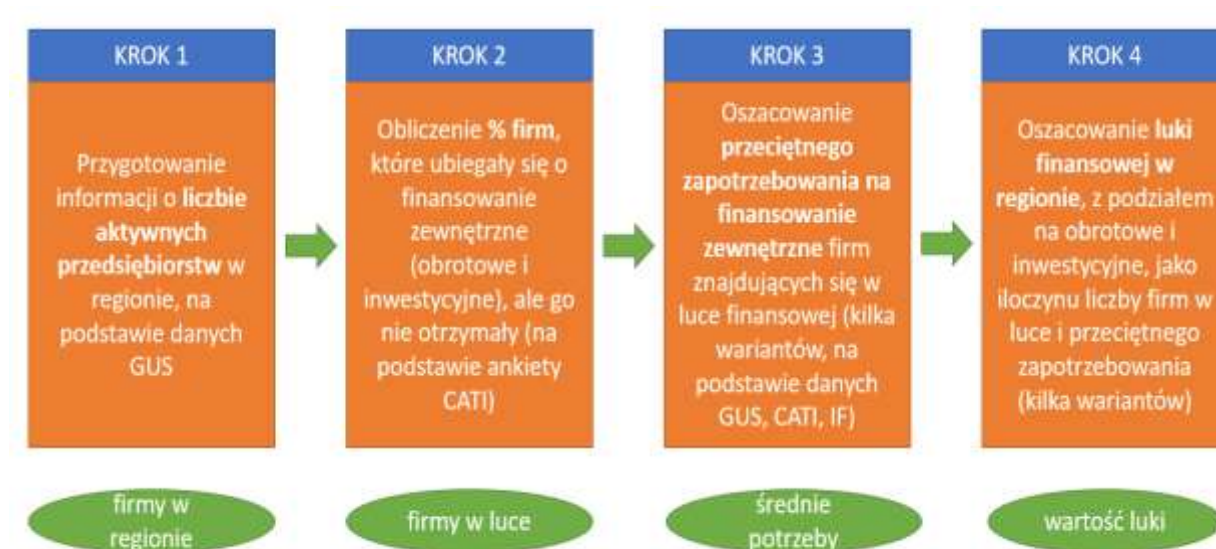 KROK 1
Przygotowanie
informacji o liczbie
aktywnych
przedsiębiorstw w
regionie, na
podstawie danych
GUS
firmy w
regionie
KROK 2
Obliczenie % firm,
które ubiegały się o
finansowanie
zewnętrzne
(obrotowe i
inwestycyjne), ale go
nie otrzymały (na
podstawie ankiety
CATI)
firmy w luce
KROK 3
Oszacowanie
przeciętnego
zapotrzebowania na
finansowanie
zewnętrzne firm
znajdujących się w
luce finansowej (kilka
wariantów, na
podstawie danych
GUS, CATI, IF)
średnie
potrzeby
KROK 4
Oszacowanie luki
finansowej w
regionie, z podziałem
na obrotowe i
inwestycyjne, jako
iloczynu liczby firm w
luce i przeciętnego
zapotrzebowania
(kilka wariantów)
wartość luki